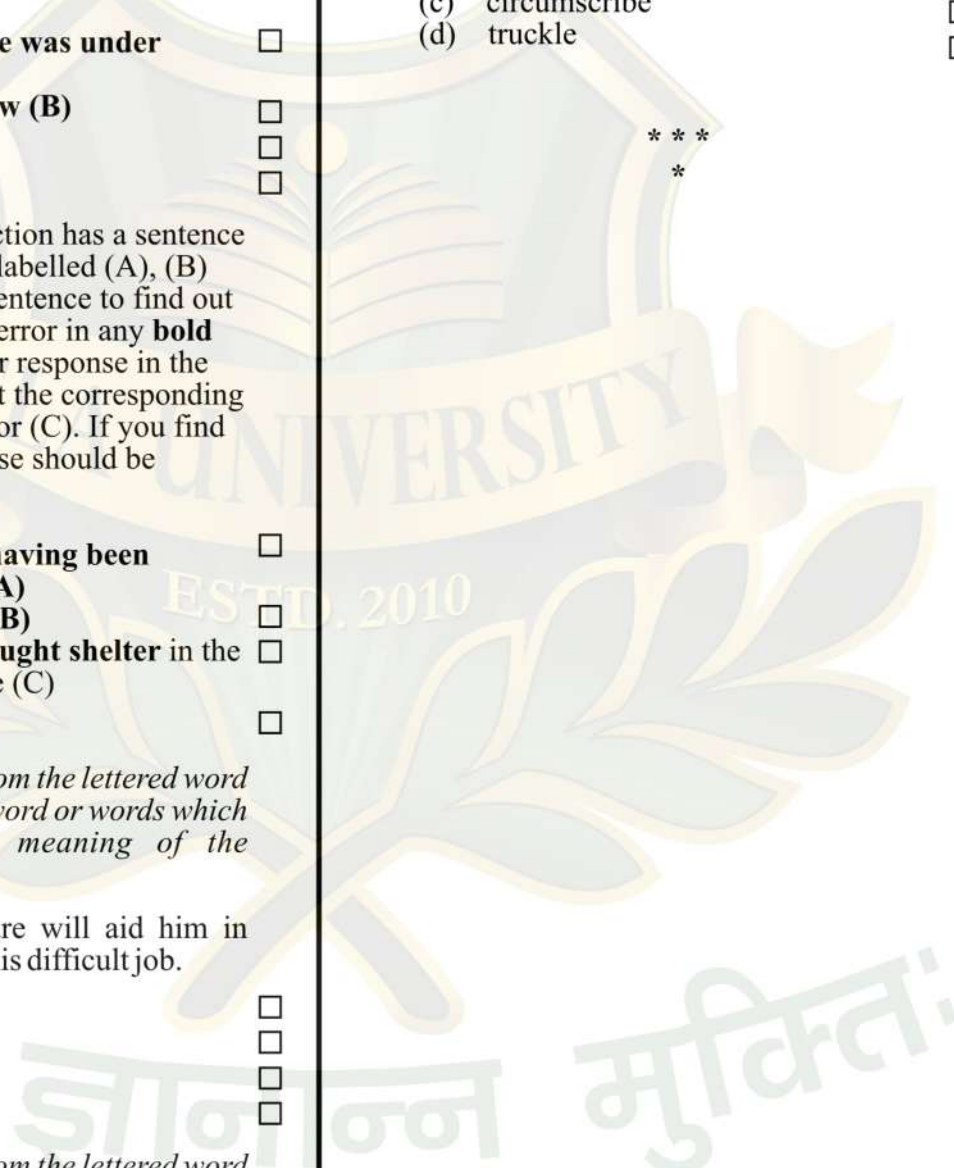 e was under
w (B)
ction has a sentence
labelled (A), (B)
entence to find out
error in any bold
r response in the
t the corresponding
or (C). If you find
se should be
having been
A)
B)
ught shelter in the
e (C)
om the lettered word
word or words which
meaning of the
are will aid him in
is difficult job.
om the lettered word
(c) circumscribe
(d) truckle
* * *
*
UNIVERSITY
ESTD. 2010
ज्ञानान्न मुक्तिः